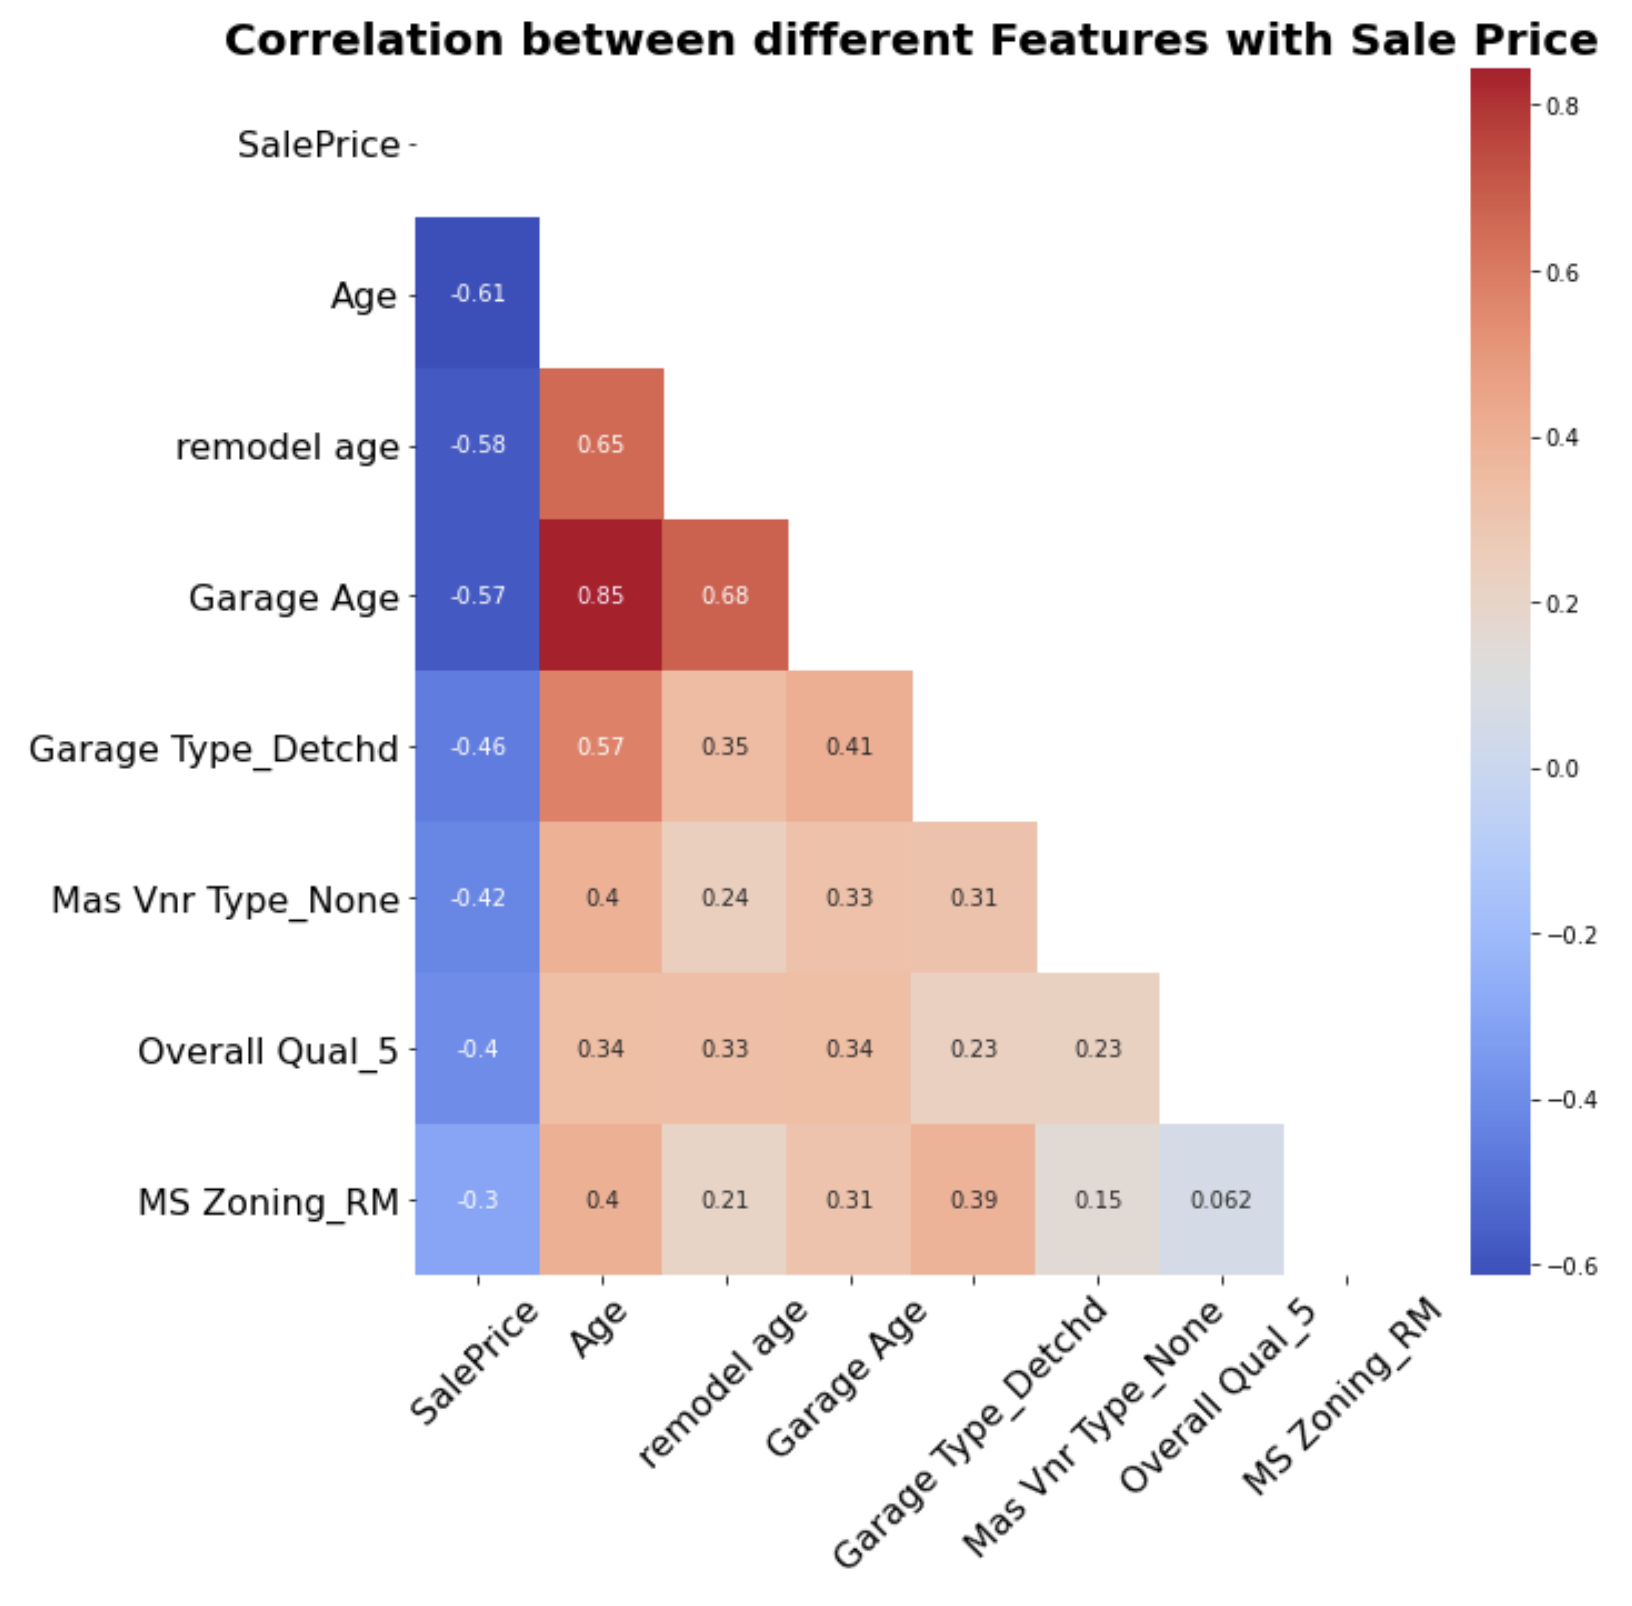 Correlation between different Features with Sale Price
SalePrice
Age -0.61
remodel age -0.58 0.65
Garage Age -0.57 0.85 0.68
Garage Type_Detchd -0.46 0.57 0.35 0.41
Mas Vnr Type_None -0.42 0.4 0.24 0.33 0.31
Overall Qual_5 -0.4 0.34 0.33 0.34 0.23 0.23
MS Zoning_RM -0.3 0.4 0.21 0.31 0.39 0.15 0.062
SalePrice
Age
remodel age
Garage Age
Garage Type_Detchd
Mas Vnr Type_None
Overall Qual_5
MS Zoning_RM
0.8
0.6
0.4
0.2
0.0
−0.2
−0.4
−0.6